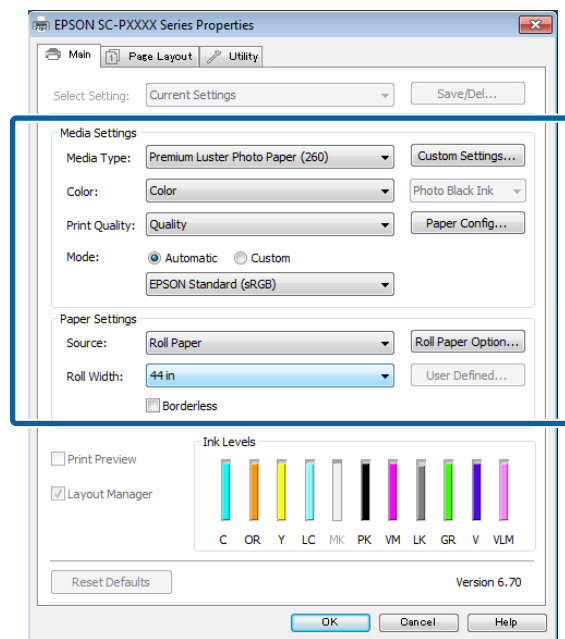 EPSON SC-PXXXX Series Properties
Main Page Layout Utility
Select Setting: Current Settings Save/Del...
Media Settings
Media Type: Premium Luster Photo Paper (260) Custom Settings...
Color: Color Photo Black Ink
Print Quality: Quality Paper Config...
Mode: Automatic Custom
EPSON Standard (sRGB)
Paper Settings
Source: Roll Paper Roll Paper Option...
Roll Width: 44 in User Defined...
Borderless
Ink Levels
Print Preview
Layout Manager
C OR Y LC MK PK VM LK GR V VLM
Reset Defaults Version 6.70
OK Cancel Help